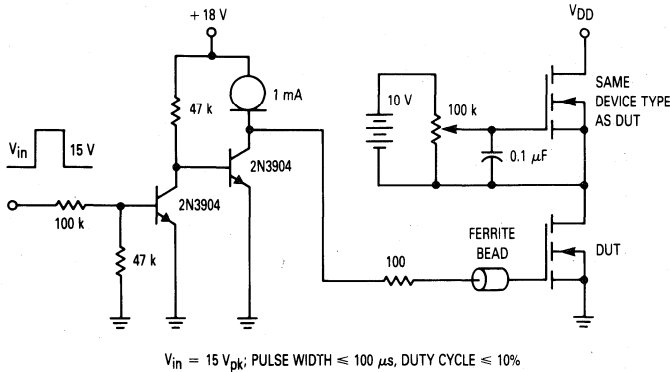 + 18 V
V_DD
47 k
1 mA
10 V
100 k
SAME
DEVICE TYPE
AS DUT
V_in
15 V
2N3904
0.1 μF
2N3904
100 k
47 k
FERRITE
BEAD
DUT
100
V_in = 15 V_pk; PULSE WIDTH ⩽ 100 μs, DUTY CYCLE ⩽ 10%